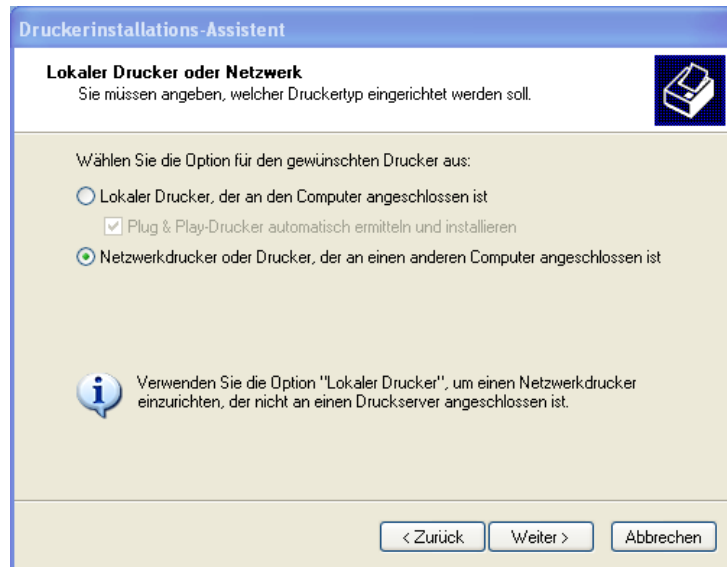 Druckerinstallations-Assistent
Lokaler Drucker oder Netzwerk
Sie müssen angeben, welcher Druckertyp eingerichtet werden soll.
Wählen Sie die Option für den gewünschten Drucker aus:
Lokaler Drucker, der an den Computer angeschlossen ist
Plug & Play-Drucker automatisch ermitteln und installieren
Netzwerkdrucker oder Drucker, der an einen anderen Computer angeschlossen ist
Verwenden Sie die Option "Lokaler Drucker", um einen Netzwerkdrucker
einzurichten, der nicht an einen Druckserver angeschlossen ist.
< Zurück Weiter > Abbrechen